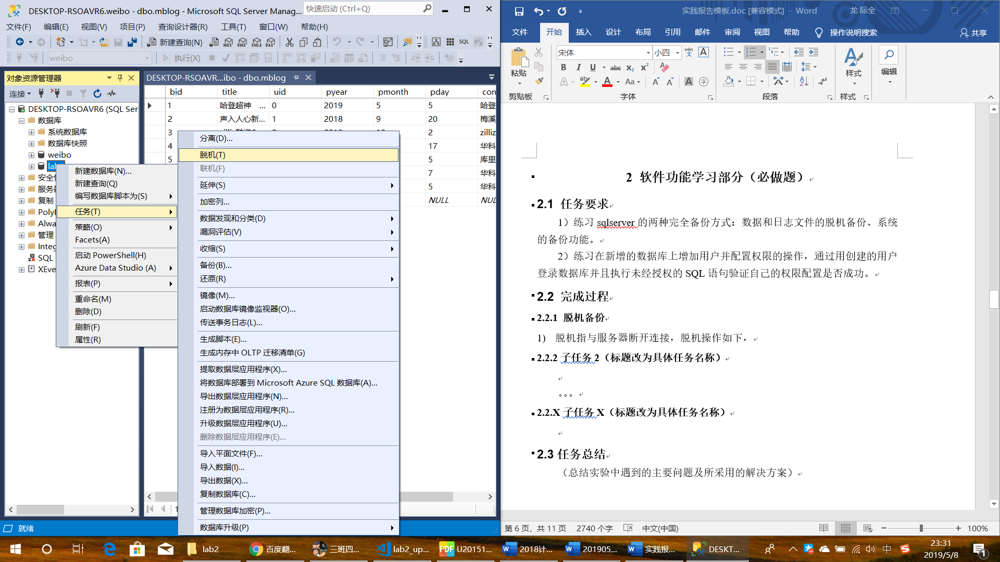 DESKTOP-RSOAVR6.weibo - dbo.mblog - Microsoft SQL Server Manag...
快速启动 (Ctrl+Q)
文件(F) 编辑(E) 视图(V) 项目(P) 查询设计器(R) 工具(T) 窗口(W) 帮助(H)
新建查询(N) MDX DMX XMLA DAX SQL
weibo 执行(X)
对象资源管理器
连接
DESKTOP-RSOAVR6 (SQL Ser
数据库
系统数据库
数据库快照
weibo
服务器
复制
管理
SQL
DESKTOP-RSOAVR...ibo - dbo.mblog
bid title uid pyear pmonth pday con
1 哈登超神 ... 0 2019 5 5 哈登
2 声入人心新... 1 2018 9 20 梅溪
3 2 zilliz
4 17 华科
5 5 库里
7 华科
5 华科
NULL NUL
新建数据库(N)...
新建查询(Q)
编写数据库脚本为(S)
任务(T)
策略(O)
Facets(A)
启动 PowerShell(H)
Azure Data Studio (A)
报表(P)
重命名(M)
删除(D)
刷新(F)
属性(R)
分离(D)...
脱机(T)
联机(F)
延伸(S)
加密列...
数据发现和分类(D)
漏洞评估(V)
收缩(S)
备份(B)...
还原(R)
镜像(M)...
启动数据库镜像监视器(O)...
传送事务日志(L)...
生成脚本(E)...
生成内存中 OLTP 迁移清单(G)
提取数据层应用程序(X)...
将数据库部署到 Microsoft Azure SQL 数据库(A)...
导出数据层应用程序(N)...
注册为数据层应用程序(R)...
升级数据层应用程序(U)...
删除数据层应用程序(E)...
导入平面文件(F)...
导入数据(I)...
导出数据(X)...
复制数据库(C)...
管理数据库加密(P)...
数据库升级(P)
就绪
实践报告模板.doc [兼容模式] - Word
龙 际全
文件 开始 插入 设计 布局 引用 邮件 审阅 视图 帮助 操作说明搜索 共享
粘贴
剪贴板
宋体 小四 wén 文 A
B I U abc X₂ X²
A ab A Aa A A A 字
字体
段落
样式
样式
编辑
2 软件功能学习部分（必做题）
2.1 任务要求
1）练习 sqlserver 的两种完全备份方式：数据和日志文件的脱机备份、系统
的备份功能。
2）练习在新增的数据库上增加用户并配置权限的操作，通过用创建的用户
登录数据库并且执行未经授权的 SQL 语句验证自己的权限配置是否成功。
2.2 完成过程
2.2.1 脱机备份
1) 脱机指与服务器断开连接，脱机操作如下，
2.2.2 子任务 2（标题改为具体任务名称）
。。。
2.2.X 子任务 X（标题改为具体任务名称）
2.3 任务总结
（总结实验中遇到的主要问题及所采用的解决方案）
第 6 页，共 11 页 2740 个字 中文(中国) 100%
lab2 百度翻... 三班四... lab2_up... U20151... 2018计... 201905... 实践报... DESKT...
中
23:31
2019/5/8
1